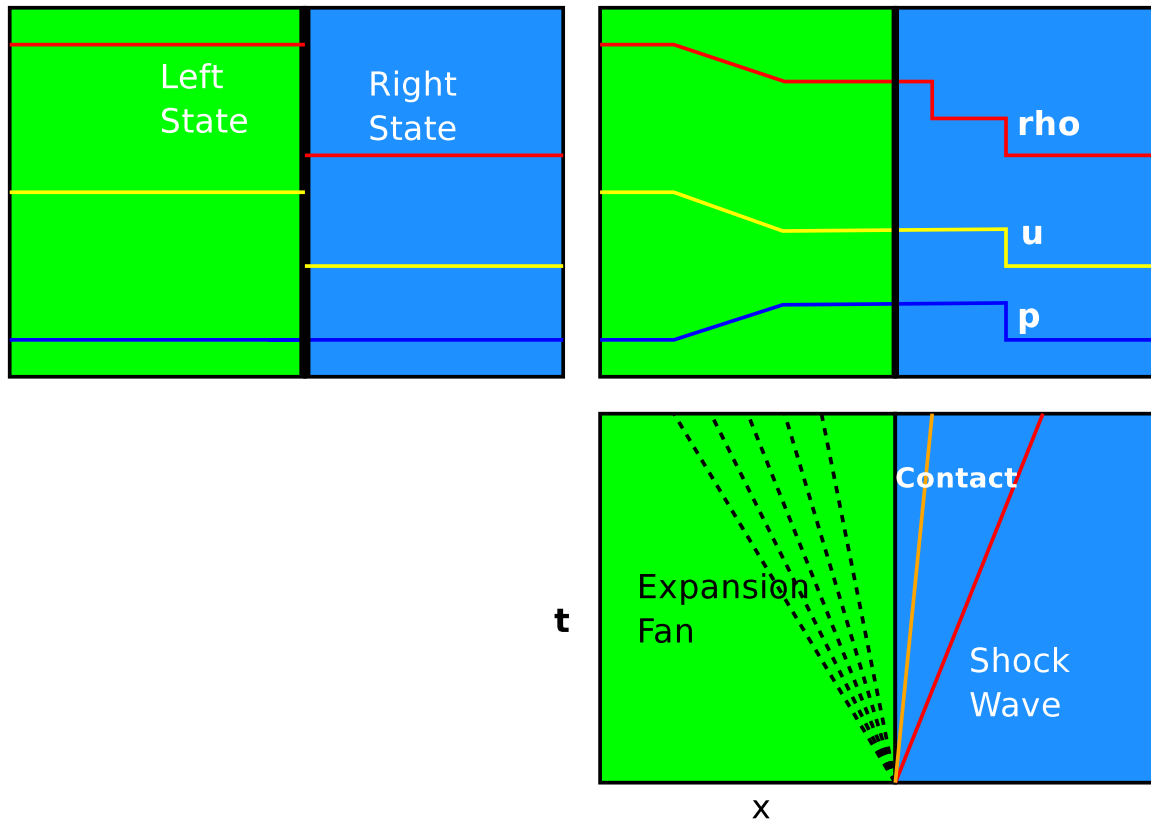 Left
State
Right
State
rho
u
p
Contact
Expansion
Fan
t
Shock
Wave
x